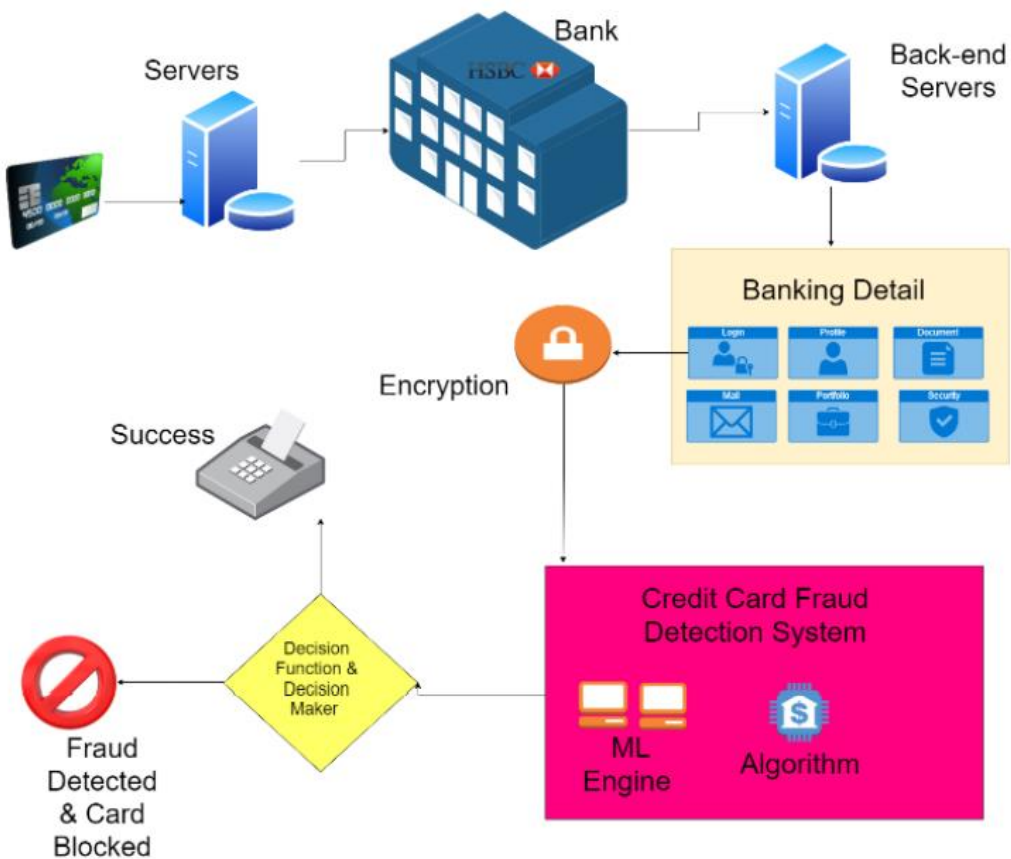 Bank
HSBC
Servers
Back-end
Servers
Banking Detail
Login
Profile
Document
Mail
Portfolio
Security
Encryption
Success
Credit Card Fraud
Detection System
ML
Engine
Algorithm
$
Decision
Function &
Decision
Maker
Fraud
Detected
& Card
Blocked